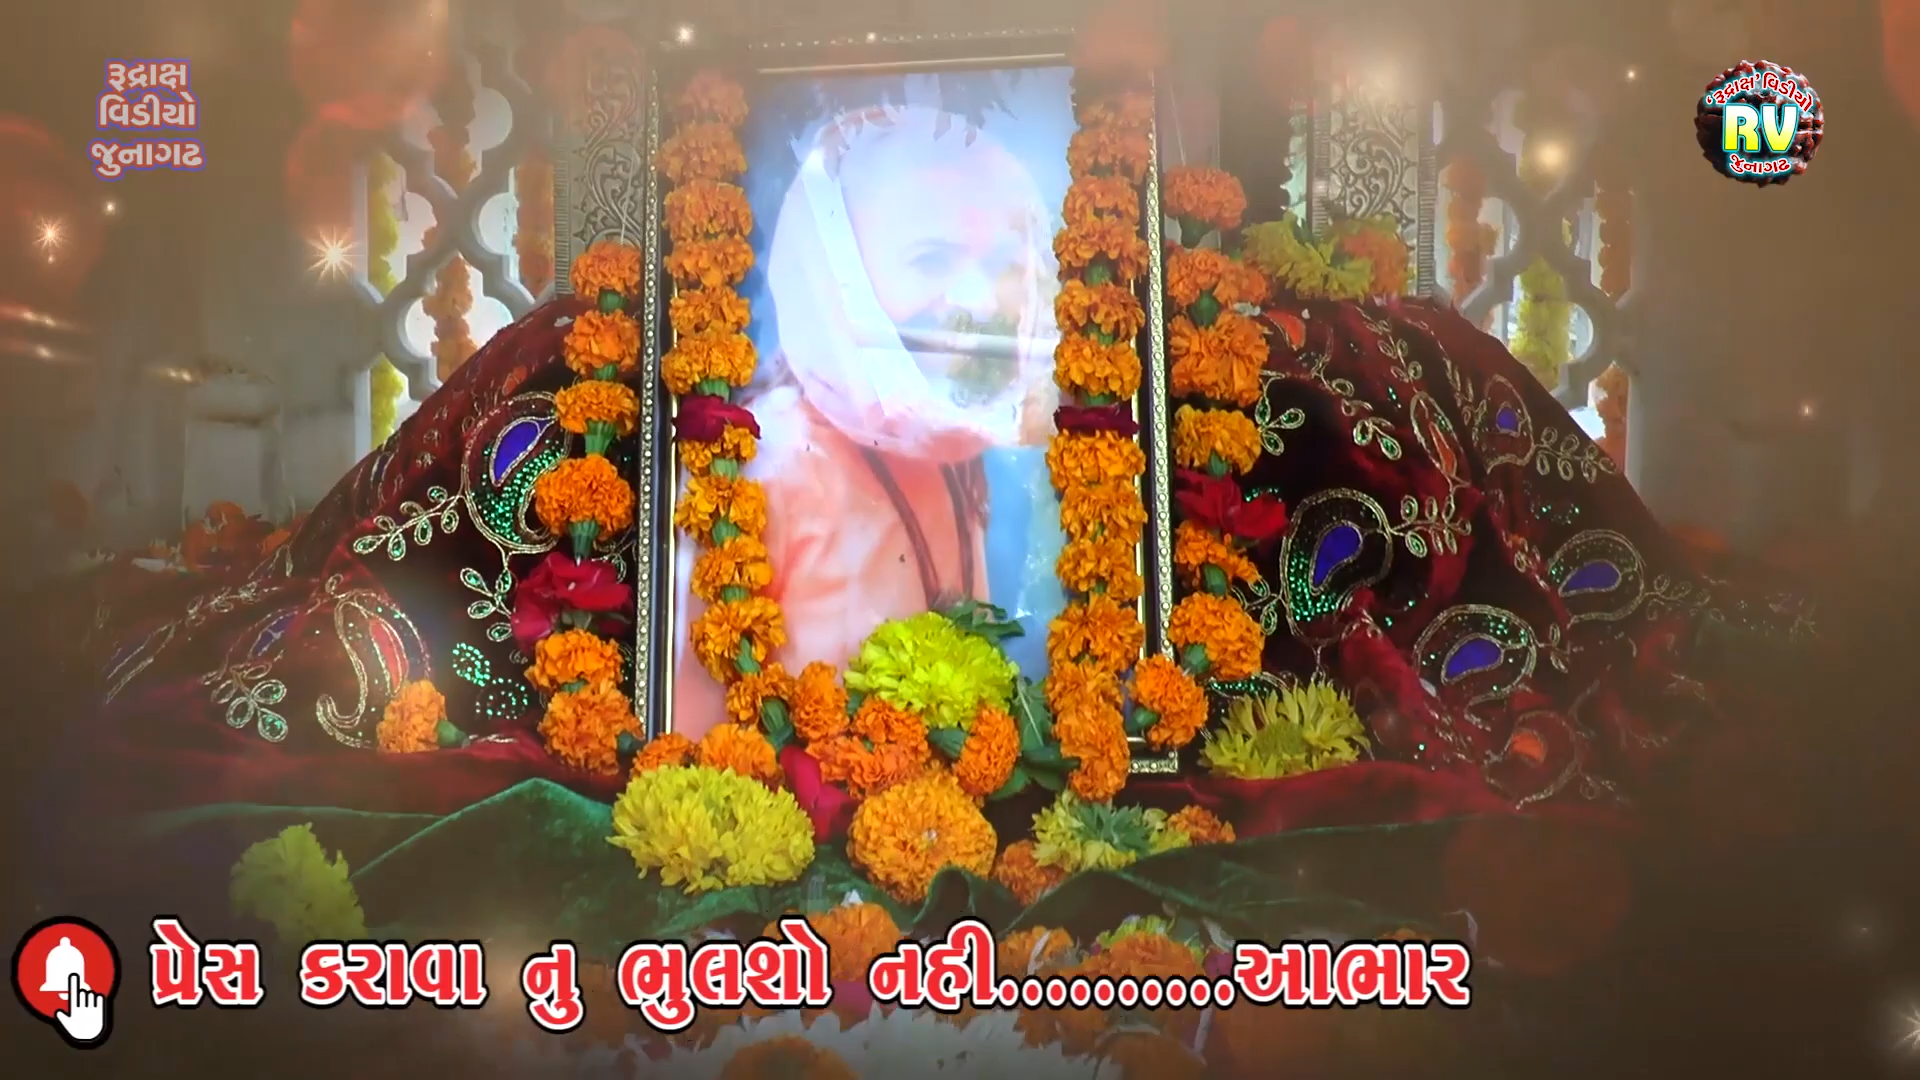 રૂદ્રાક્ષ
વિડીયો
જુનાગઢ
'રૂદ્રાક્ષ' વિડીયો
RV
જુનાગઢ
પ્રેસ કરાવા નુ ભુલશો નહી..........આભાર